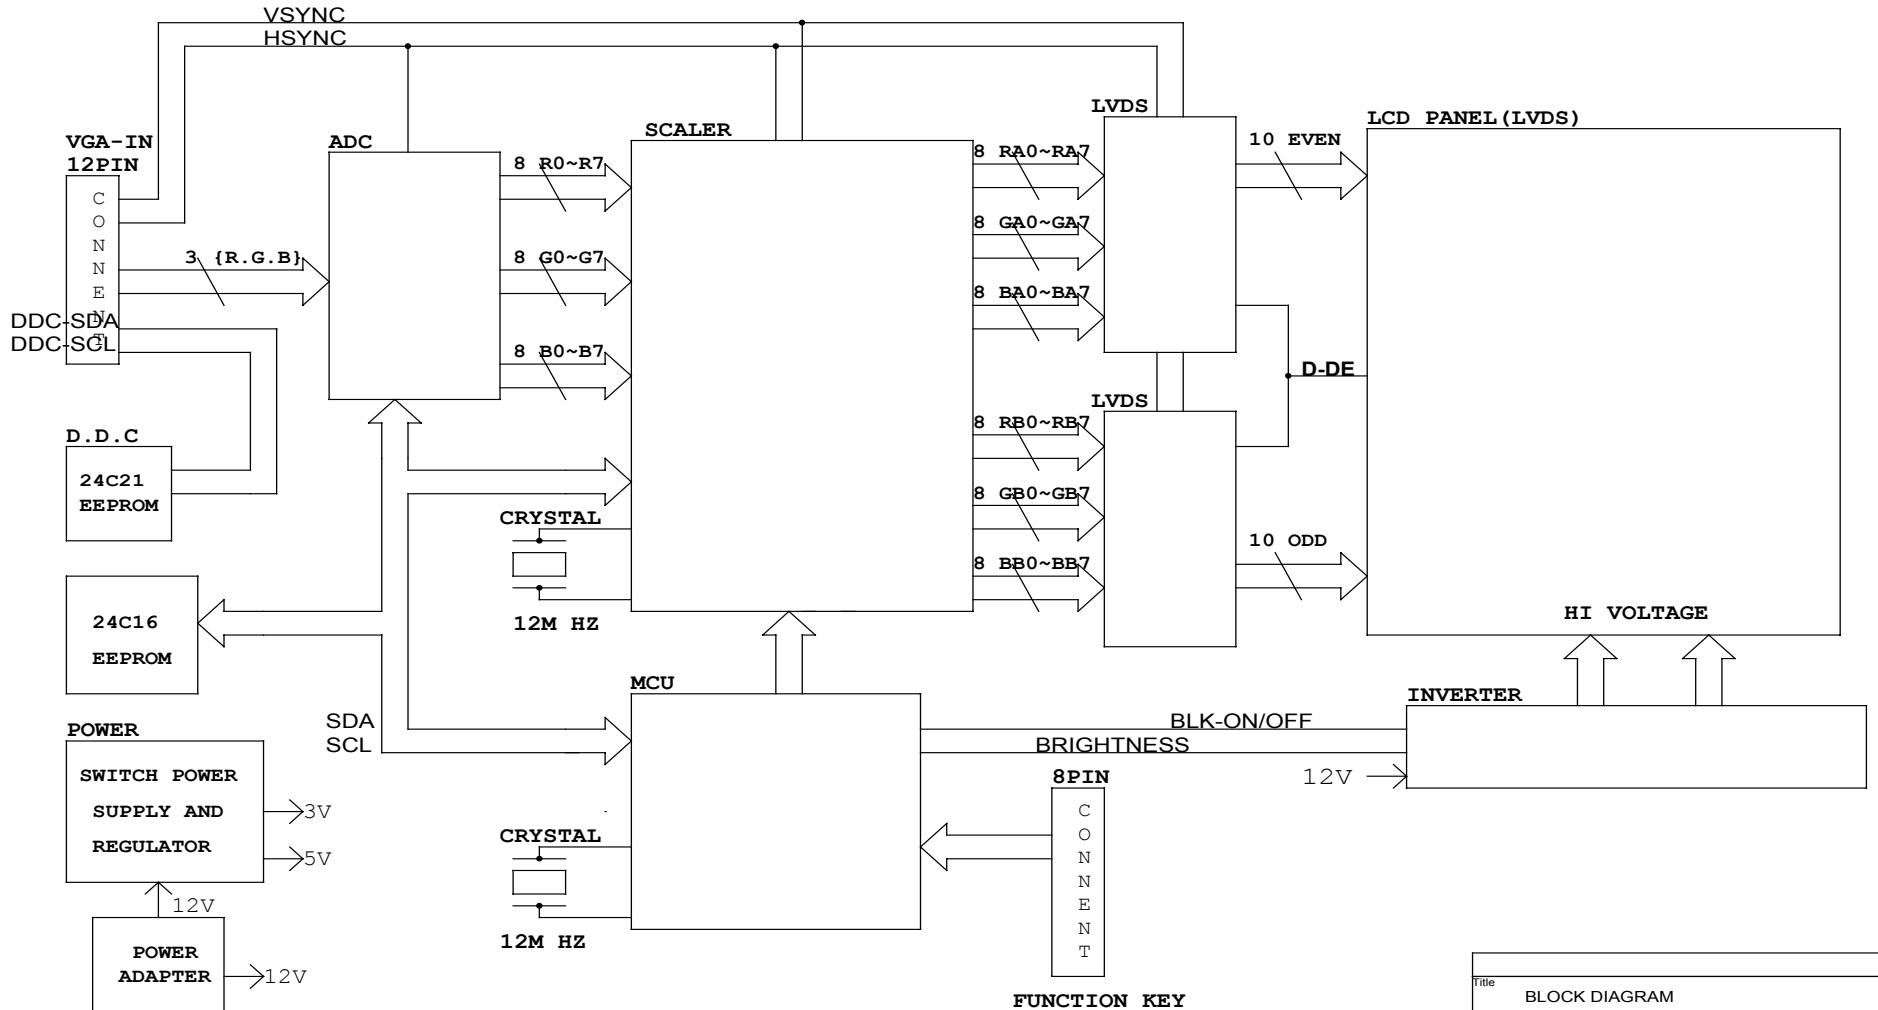 VSYNC
HSYNC
VGA-IN
12PIN
CONNENT
ADC
SCALER
LVDS
LCD PANEL(LVDS)
3 {R.G.B}
8 R0~R7
8 G0~G7
8 B0~B7
8 RA0~RA7
8 GA0~GA7
8 BA0~BA7
10 EVEN
DDC-SDA
DDC-SCL
D-DE
LVDS
8 RB0~RB7
8 GB0~GB7
8 BB0~BB7
10 ODD
D.D.C
24C21
EEPROM
CRYSTAL
12M HZ
24C16
EEPROM
HI VOLTAGE
MCU
INVERTER
SDA
SCL
BLK-ON/OFF
BRIGHTNESS
12V
POWER
SWITCH POWER
SUPPLY AND
REGULATOR
3V
5V
12V
POWER
ADAPTER
12V
CRYSTAL
12M HZ
8PIN
CONNENT
FUNCTION KEY
Title
BLOCK DIAGRAM